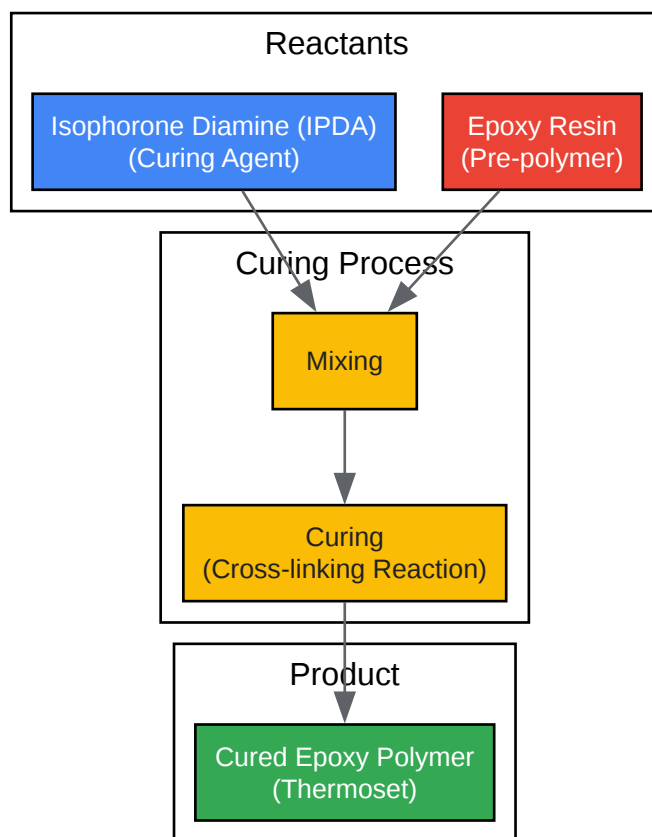 Reactants
Isophorone Diamine (IPDA)
(Curing Agent)
Epoxy Resin
(Pre-polymer)
Curing Process
Mixing
Curing
(Cross-linking Reaction)
Product
Cured Epoxy Polymer
(Thermoset)